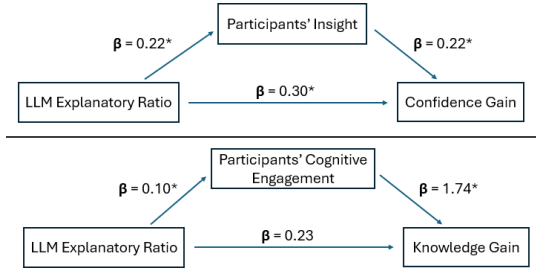 Participants' Insight
β = 0.22*
β = 0.22*
LLM Explanatory Ratio
β = 0.30*
Confidence Gain
Participants' Cognitive
Engagement
β = 0.10*
β = 1.74*
LLM Explanatory Ratio
β = 0.23
Knowledge Gain